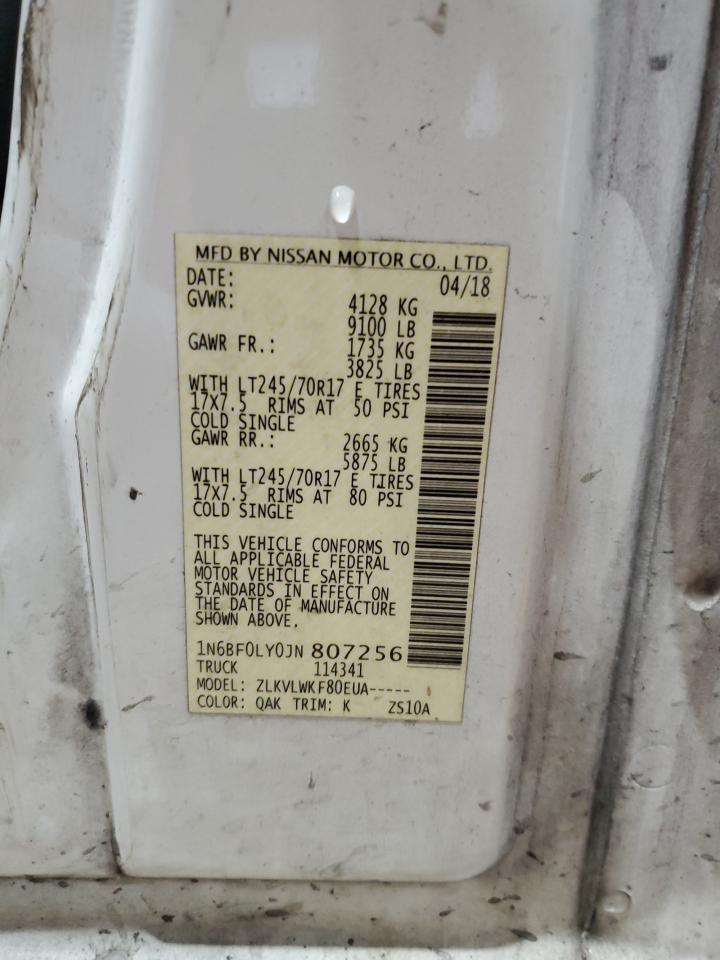 MFD BY NISSAN MOTOR CO., LTD.
DATE: 04/18
GVWR: 4128 KG
9100 LB
GAWR FR.: 1735 KG
3825 LB
WITH LT245/70R17 E TIRES
17X7.5 RIMS AT 50 PSI
COLD SINGLE
GAWR RR.: 2665 KG
5875 LB
WITH LT245/70R17 E TIRES
17X7.5 RIMS AT 80 PSI
COLD SINGLE
THIS VEHICLE CONFORMS TO
ALL APPLICABLE FEDERAL
MOTOR VEHICLE SAFETY
STANDARDS IN EFFECT ON
THE DATE OF MANUFACTURE
SHOWN ABOVE.
1N6BF0LY0JN 807256
TRUCK 114341
MODEL: ZLKVLWKF80EUA-----
COLOR: QAK TRIM: K ZS10A